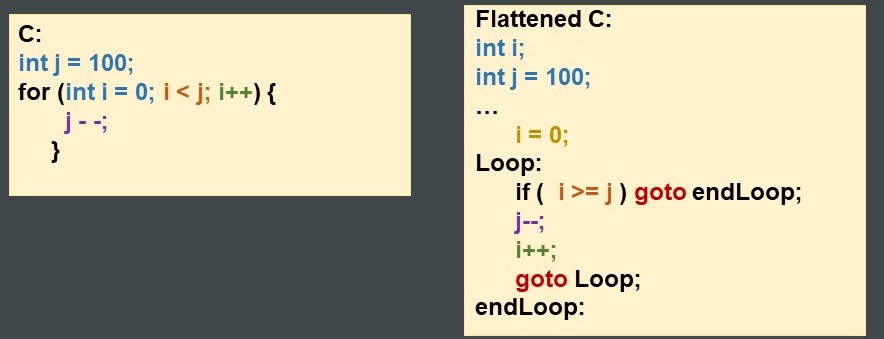 C:
int j = 100;
for (int i = 0; i < j; i++) {
j - -;
}
Flattened C:
int i;
int j = 100;
...
i = 0;
Loop:
if ( i >= j ) goto endLoop;
j--;
i++;
goto Loop;
endLoop: